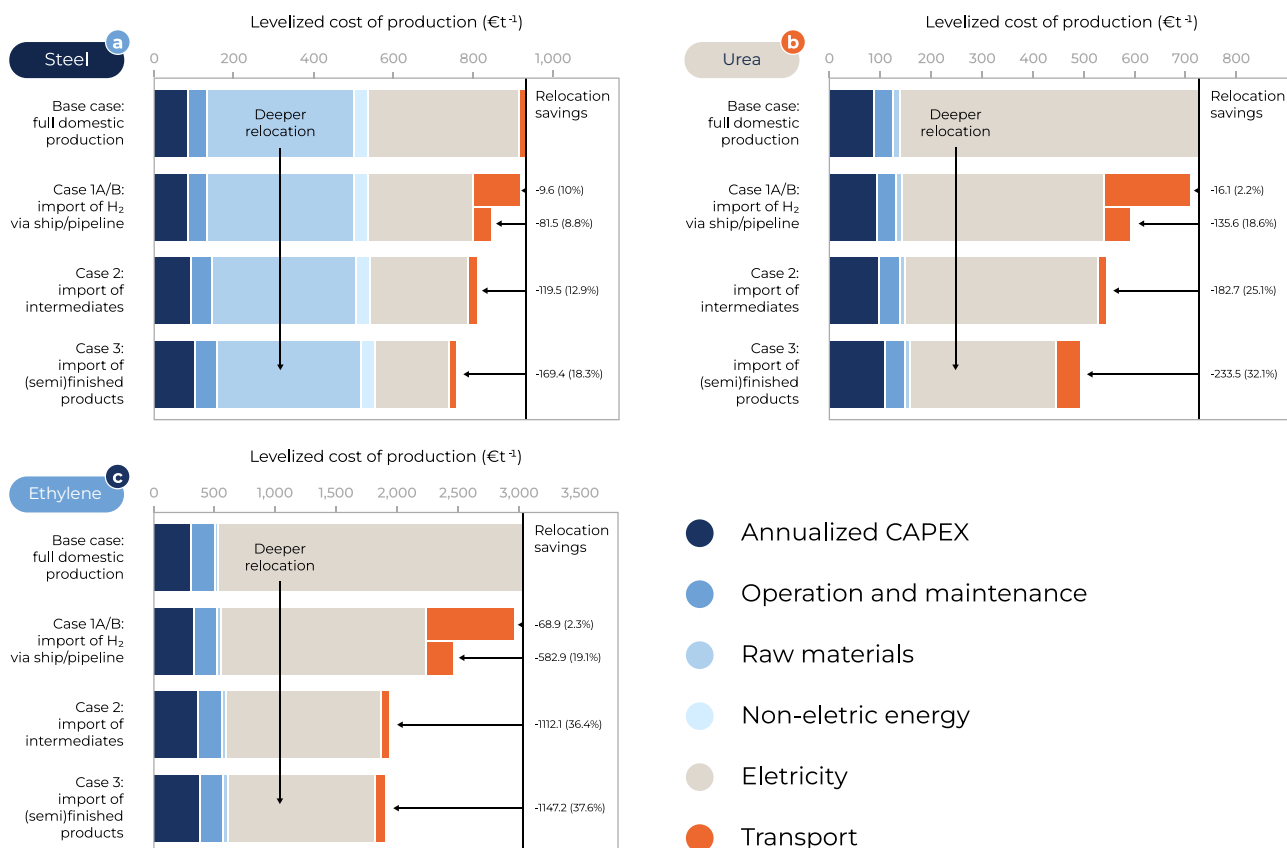 Levelized cost of production (€t⁻¹)
a
Steel
0 200 400 600 800 1,000
Base case:
full domestic
production
Deeper
relocation
Relocation
savings
Case 1A/B:
import of H₂
via ship/pipeline
-9.6 (10%)
-81.5 (8.8%)
Case 2:
import of
intermediates
-119.5 (12.9%)
Case 3:
import of
(semi)finished
products
-169.4 (18.3%)
Levelized cost of production (€t⁻¹)
b
Urea
0 100 200 300 400 500 600 700 800
Base case:
full domestic
production
Deeper
relocation
Relocation
savings
Case 1A/B:
import of H₂
via ship/pipeline
-16.1 (2.2%)
-135.6 (18.6%)
Case 2:
import of
intermediates
-182.7 (25.1%)
Case 3:
import of
(semi)finished
products
-233.5 (32.1%)
Levelized cost of production (€t⁻¹)
c
Ethylene
0 500 1,000 1,500 2,000 2,500 3,000 3,500
Base case:
full domestic
production
Deeper
relocation
Relocation
savings
Case 1A/B:
import of H₂
via ship/pipeline
-68.9 (2.3%)
-582.9 (19.1%)
Case 2:
import of
intermediates
-1112.1 (36.4%)
Case 3:
import of
(semi)finished
products
-1147.2 (37.6%)
Annualized CAPEX
Operation and maintenance
Raw materials
Non-eletric energy
Eletricity
Transport